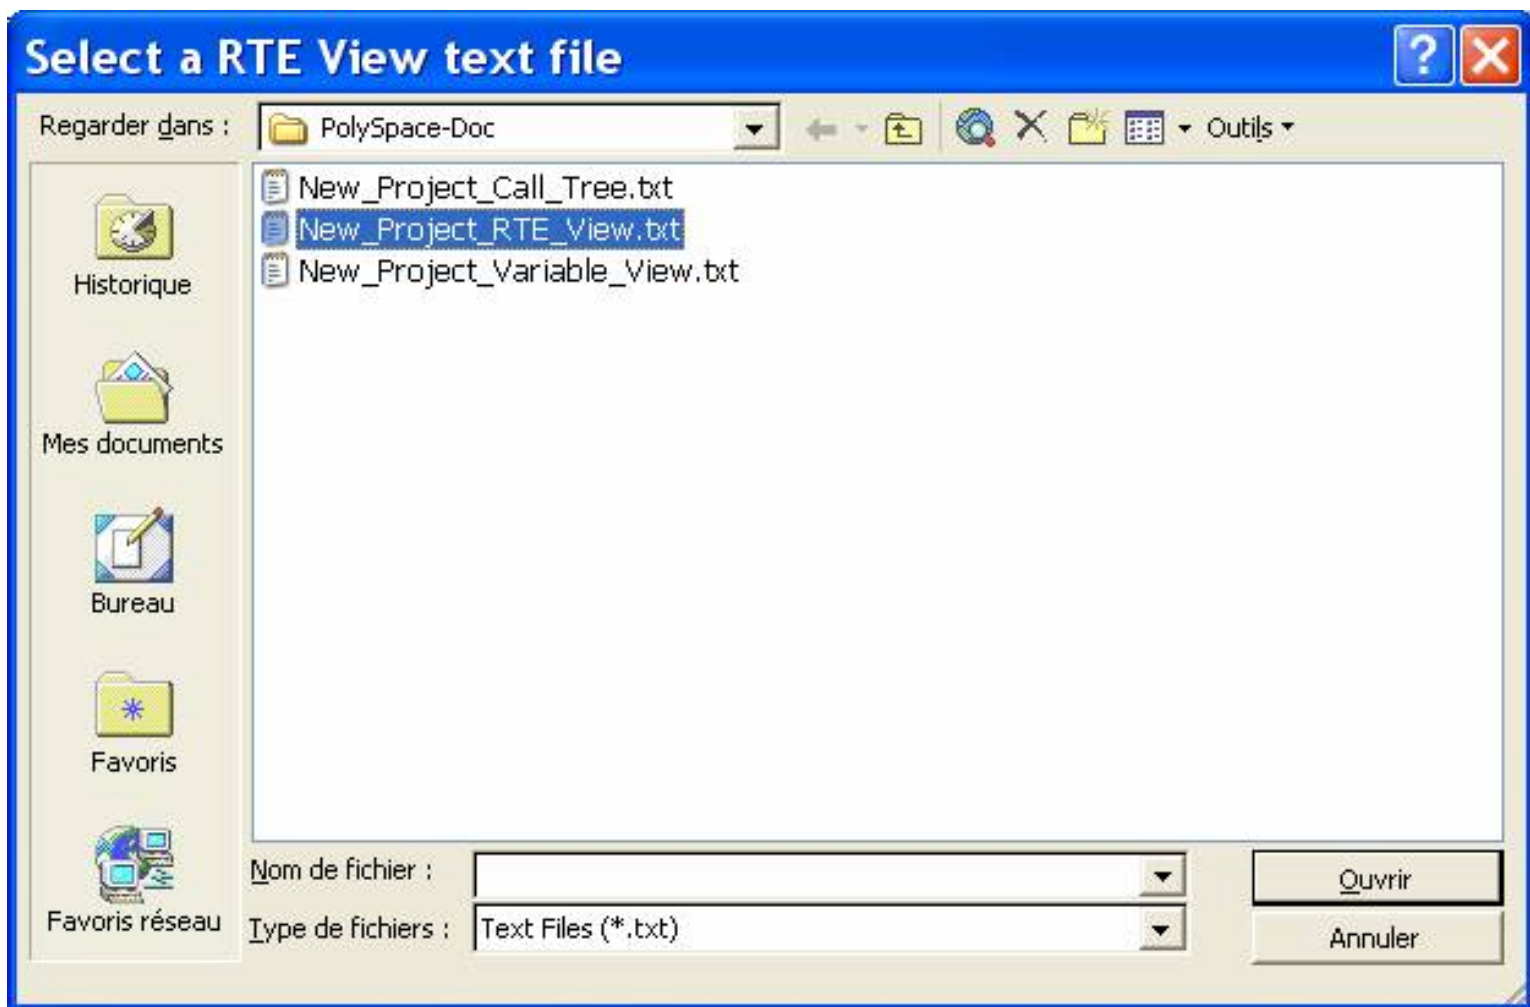 Select a RTE View text file
Regarder dans :
PolySpace-Doc
Outils
New_Project_Call_Tree.txt
New_Project_RTE_View.txt
New_Project_Variable_View.txt
Historique
Mes documents
Bureau
Favoris
Favoris réseau
Nom de fichier :
Ouvrir
Type de fichiers :
Text Files (*.txt)
Annuler